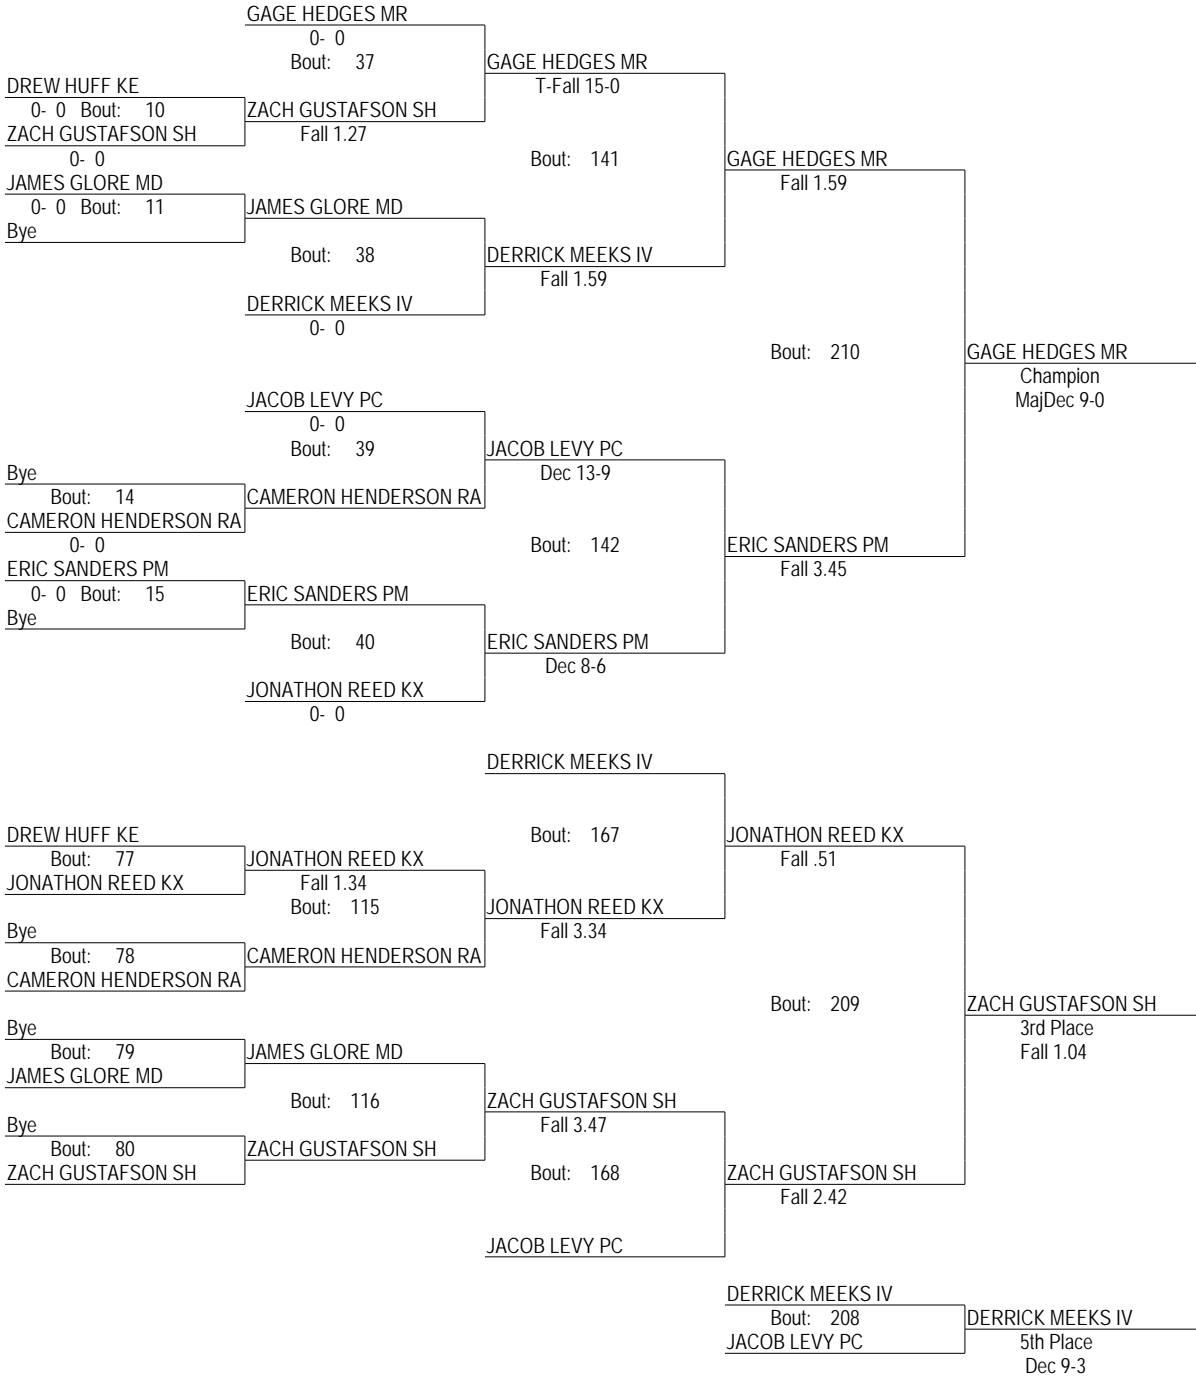 GAGE HEDGES MR
0- 0
Bout: 37
GAGE HEDGES MR
T-Fall 15-0
DREW HUFF KE
0- 0 Bout: 10
ZACH GUSTAFSON SH
ZACH GUSTAFSON SH
Fall 1.27
0- 0
Bout: 141
GAGE HEDGES MR
Fall 1.59
JAMES GLORE MD
0- 0 Bout: 11
JAMES GLORE MD
Bye
Bout: 38
DERRICK MEEKS IV
Fall 1.59
DERRICK MEEKS IV
0- 0
Bout: 210
GAGE HEDGES MR
Champion
MajDec 9-0
JACOB LEVY PC
0- 0
Bout: 39
JACOB LEVY PC
Dec 13-9
Bye
Bout: 14
CAMERON HENDERSON RA
CAMERON HENDERSON RA
0- 0
Bout: 142
ERIC SANDERS PM
Fall 3.45
ERIC SANDERS PM
0- 0 Bout: 15
ERIC SANDERS PM
Bye
Bout: 40
ERIC SANDERS PM
Dec 8-6
JONATHON REED KX
0- 0
DERRICK MEEKS IV
Bout: 167
JONATHON REED KX
Fall .51
DREW HUFF KE
Bout: 77
JONATHON REED KX
JONATHON REED KX
Fall 1.34
Bout: 115
JONATHON REED KX
Fall 3.34
Bye
Bout: 78
CAMERON HENDERSON RA
CAMERON HENDERSON RA
Bout: 209
ZACH GUSTAFSON SH
3rd Place
Fall 1.04
Bye
Bout: 79
JAMES GLORE MD
JAMES GLORE MD
Bout: 116
ZACH GUSTAFSON SH
Fall 3.47
Bye
Bout: 80
ZACH GUSTAFSON SH
ZACH GUSTAFSON SH
Bout: 168
ZACH GUSTAFSON SH
Fall 2.42
JACOB LEVY PC
DERRICK MEEKS IV
Bout: 208
JACOB LEVY PC
DERRICK MEEKS IV
5th Place
Dec 9-3